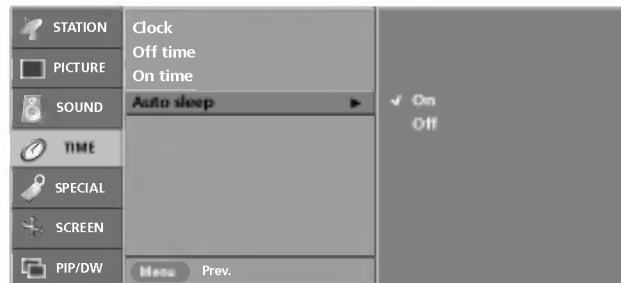 STATION
PICTURE
SOUND
TIME
SPECIAL
SCREEN
PIP/DW
Clock
Off time
On time
Auto sleep
On
Off
Menu Prev.